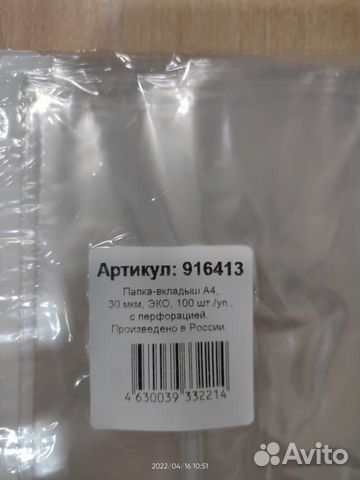 Артикул: 916413
Папка-вкладыш А4,
30 мкм, ЭКО, 100 шт./уп.,
с перфорацией.
Произведено в России.
4 630039 332214
2022/04/16 10:51
Avito